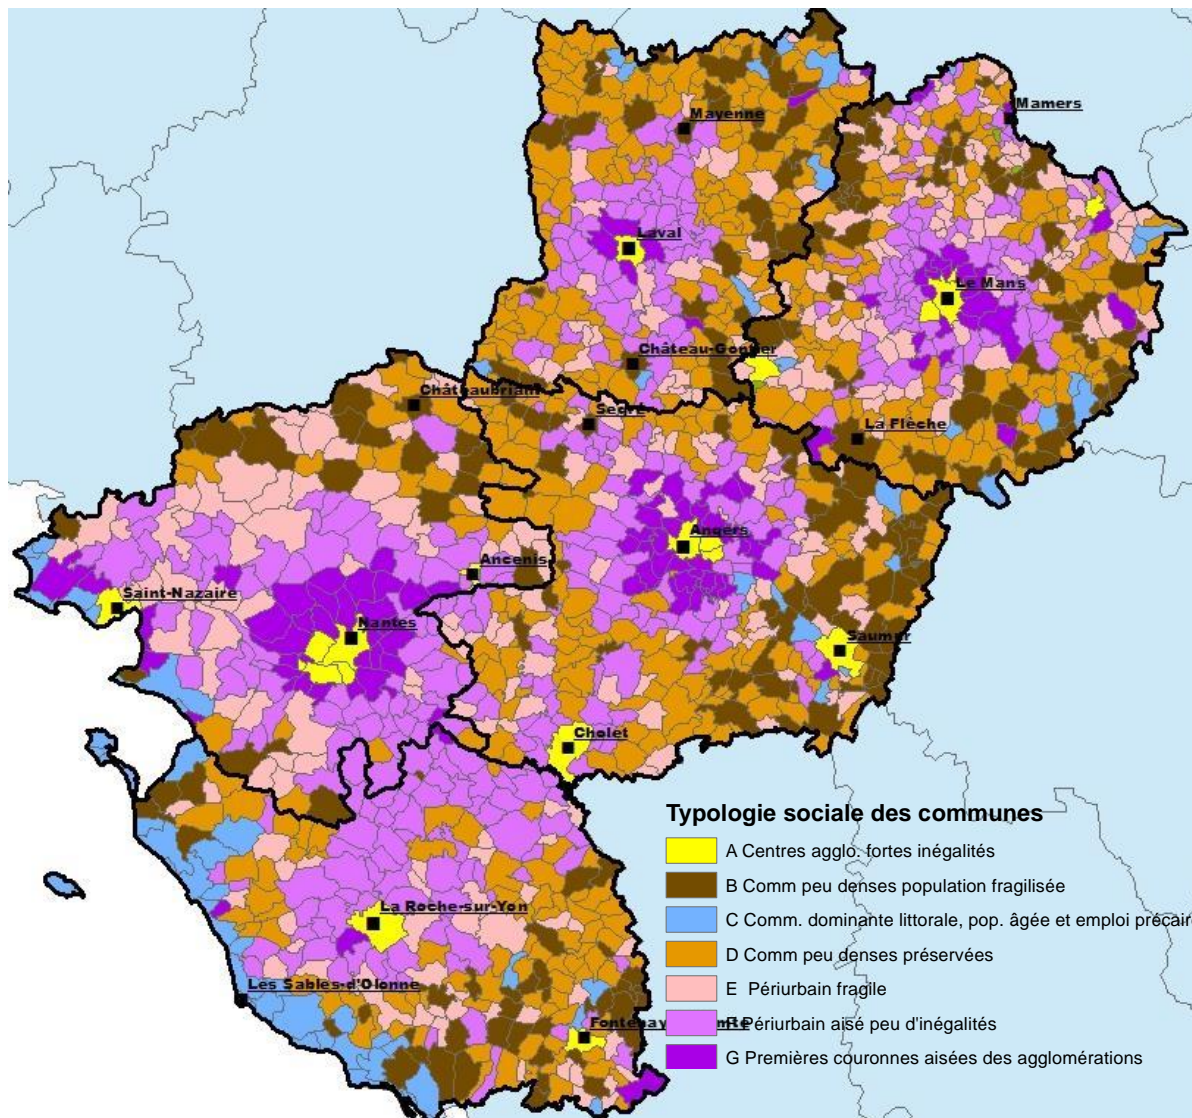 Mamers
Mayenne
Laval
Le Mans
Château-Gontier
Châteaubriant
Segré
La Flèche
Angers
Ancenis
Saint-Nazaire
Nantes
Saumur
Cholet
Typologie sociale des communes
A Centres agglo. fortes inégalités
B Comm peu denses population fragilisée
C Comm. dominante littorale, pop. âgée et emploi précair
La Roche-sur-Yon
D Comm peu denses préservées
Les Sables-d'Olonne
E Périurbain fragile
F Périurbain aisé peu d'inégalités
G Premières couronnes aisées des agglomérations